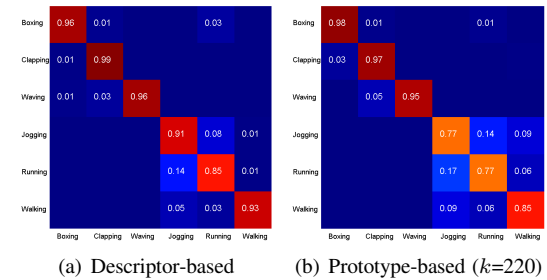 Boxing 0.96 0.01 0.03
Clapping 0.01 0.99
Waving 0.01 0.03 0.96
Jogging 0.91 0.08 0.01
Running 0.14 0.85 0.01
Walking 0.05 0.03 0.93
Boxing Clapping Waving Jogging Running Walking
(a) Descriptor-based
Boxing 0.98 0.01 0.01
Clapping 0.03 0.97
Waving 0.05 0.95
Jogging 0.77 0.14 0.09
Running 0.17 0.77 0.06
Walking 0.09 0.06 0.85
Boxing Clapping Waving Jogging Running Walking
(b) Prototype-based (k=220)